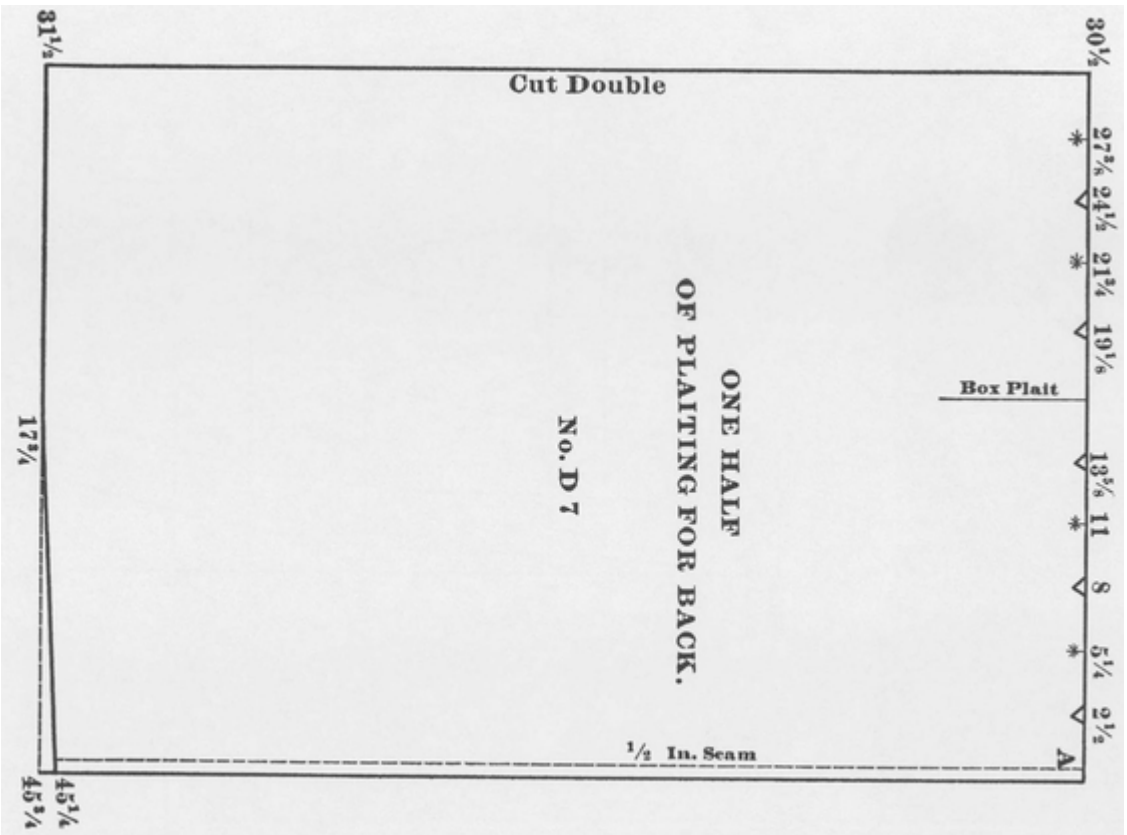 31½
30½
Cut Double
27⅜
24½
21¾
19⅛
Box Plait
13⅝
11
8
5¼
2½
A
ONE HALF
OF PLAITING FOR BACK.
No. D 7
17¾
½ In. Seam
45¼
45¾